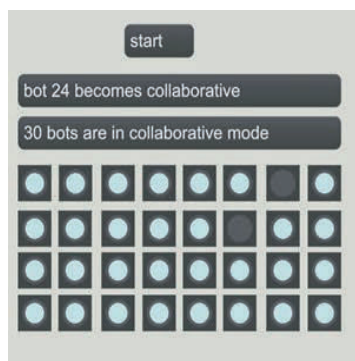 start
bot 24 becomes collaborative
30 bots are in collaborative mode